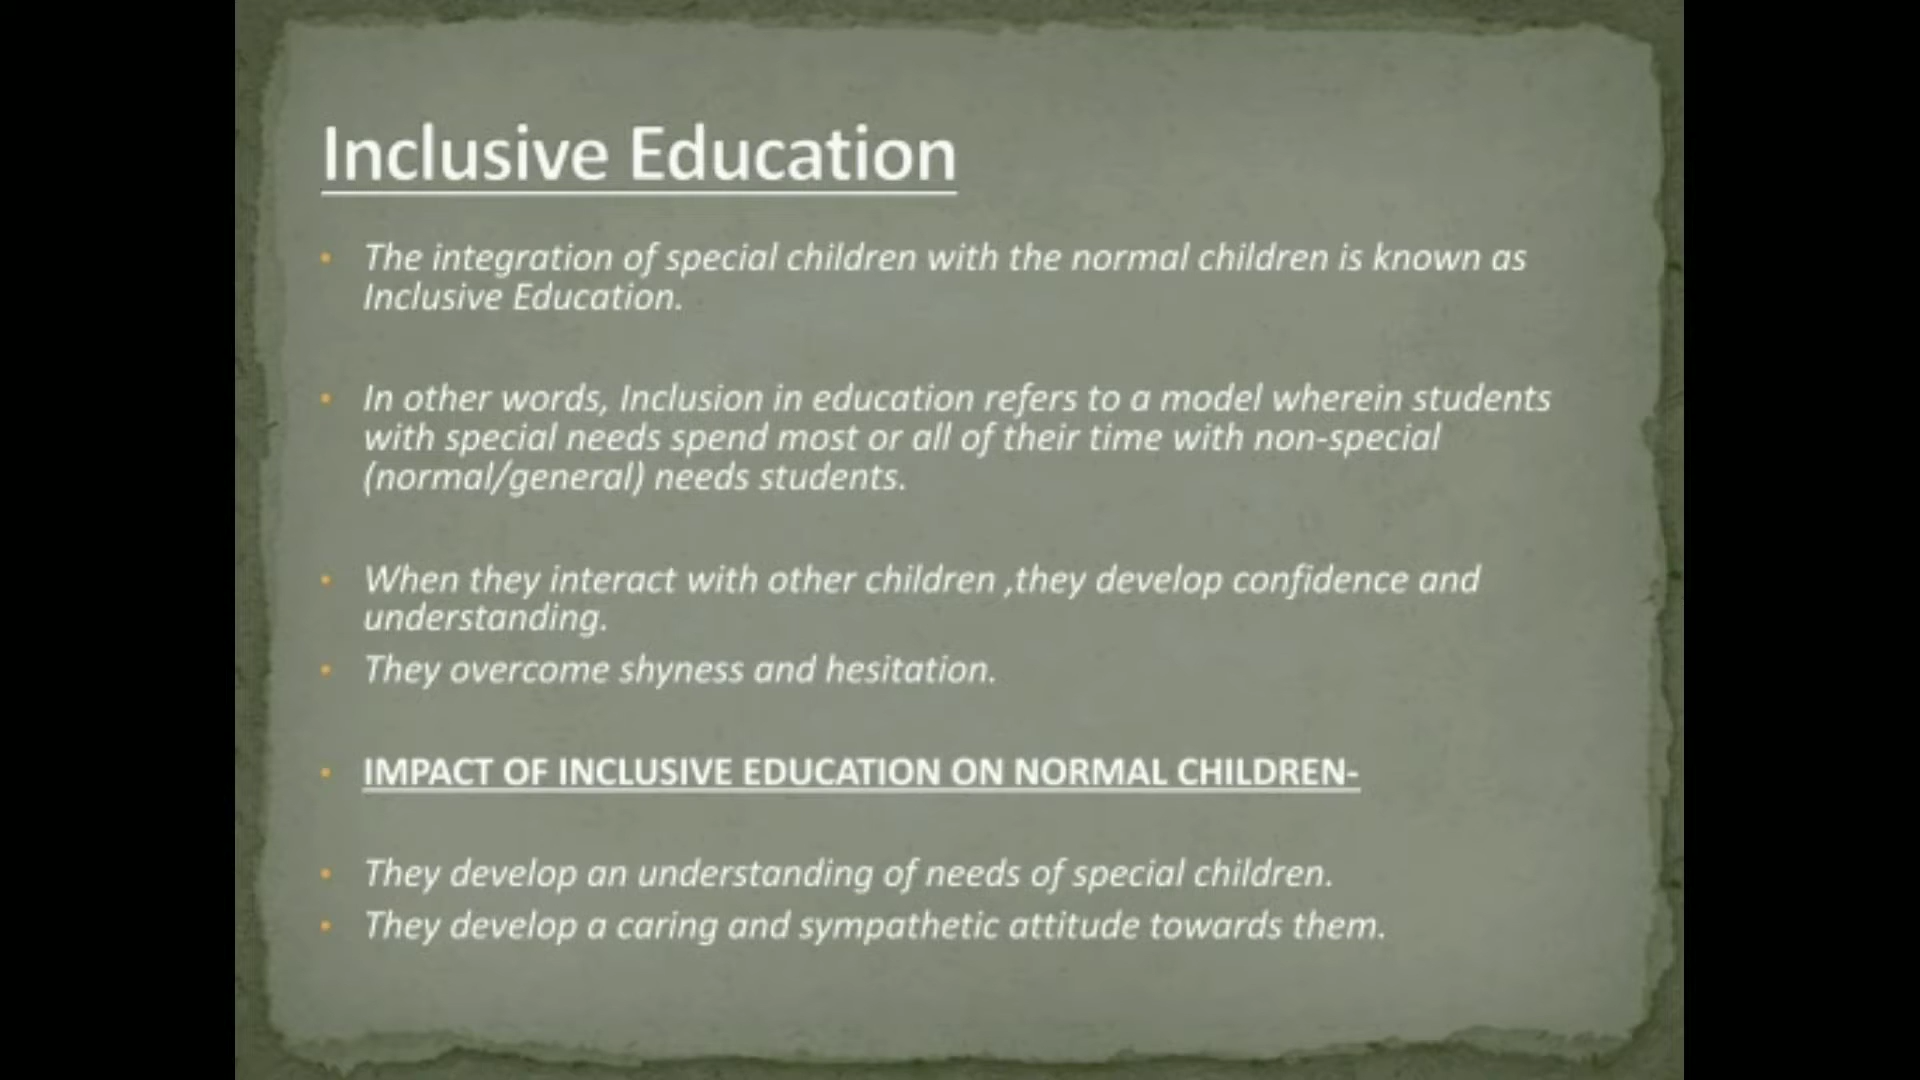 Inclusive Education
• The integration of special children with the normal children is known as
Inclusive Education.
• In other words, Inclusion in education refers to a model wherein students
with special needs spend most or all of their time with non-special
(normal/general) needs students.
• When they interact with other children ,they develop confidence and
understanding.
• They overcome shyness and hesitation.
• IMPACT OF INCLUSIVE EDUCATION ON NORMAL CHILDREN-
• They develop an understanding of needs of special children.
• They develop a caring and sympathetic attitude towards them.